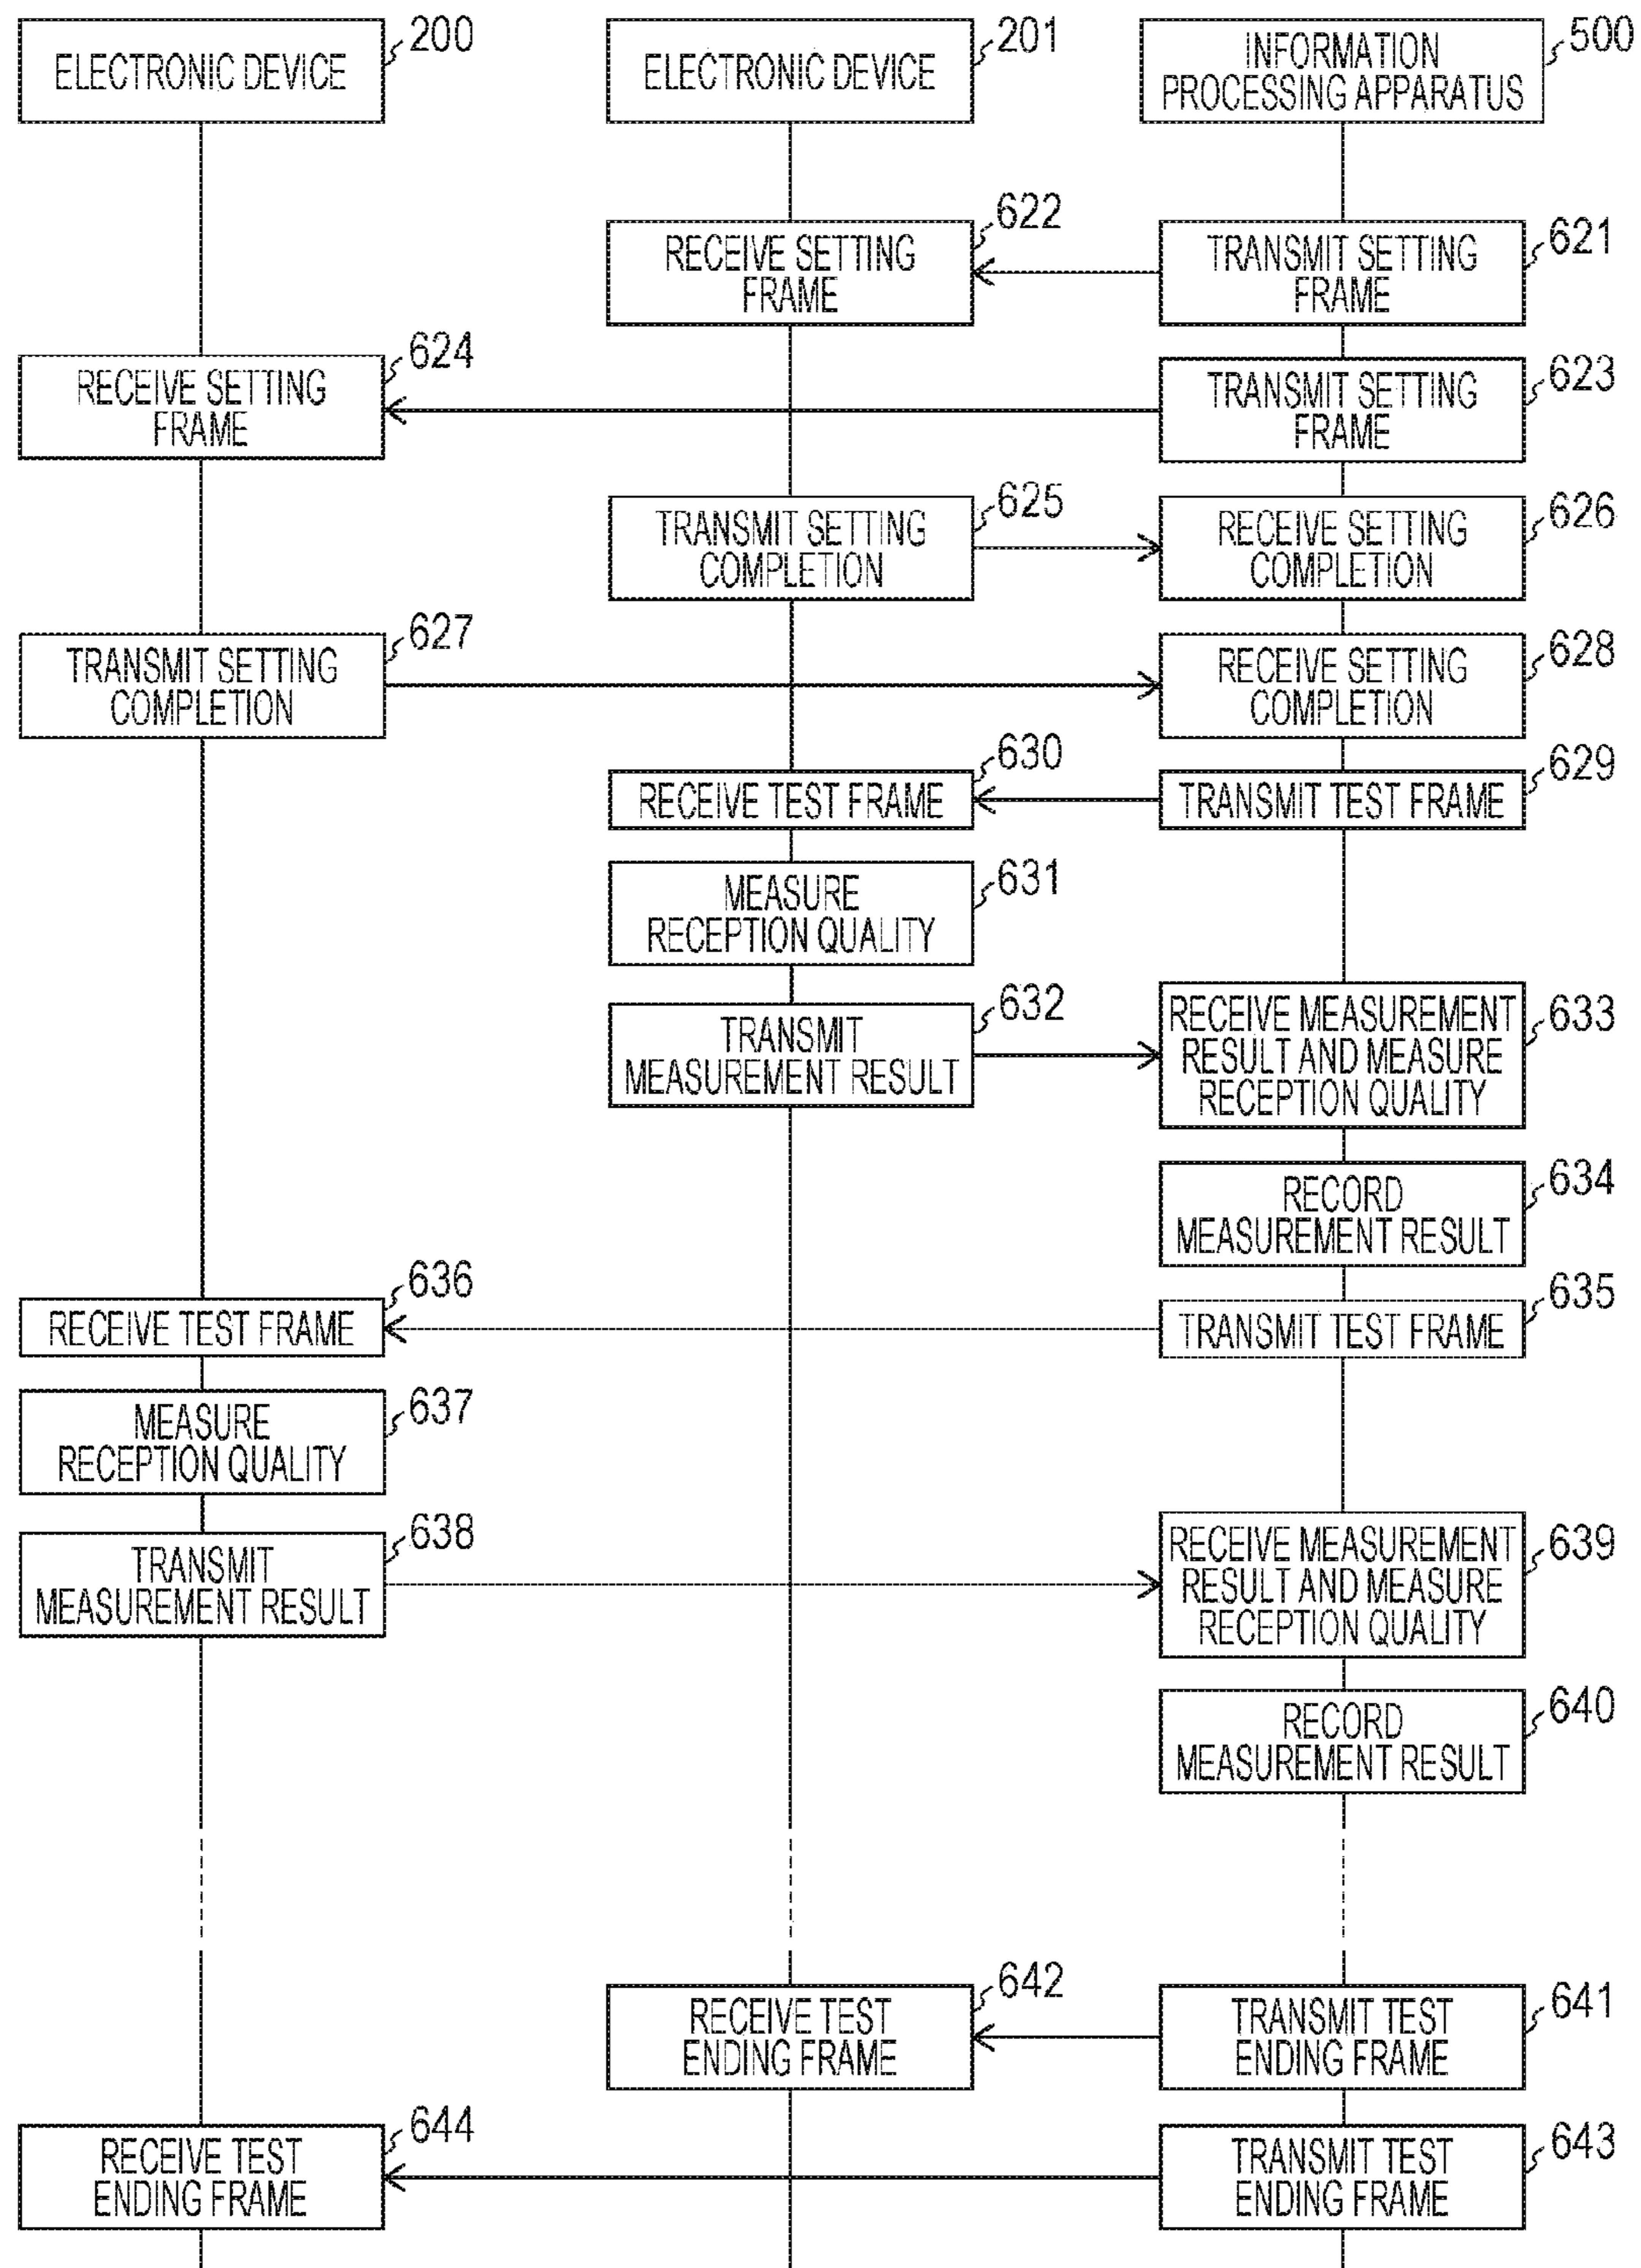 200
ELECTRONIC DEVICE
201
ELECTRONIC DEVICE
500
INFORMATION
PROCESSING APPARATUS
622
RECEIVE SETTING
FRAME
621
TRANSMIT SETTING
FRAME
624
RECEIVE SETTING
FRAME
623
TRANSMIT SETTING
FRAME
625
TRANSMIT SETTING
COMPLETION
626
RECEIVE SETTING
COMPLETION
627
TRANSMIT SETTING
COMPLETION
628
RECEIVE SETTING
COMPLETION
630
RECEIVE TEST FRAME
629
TRANSMIT TEST FRAME
631
MEASURE
RECEPTION QUALITY
632
TRANSMIT
MEASUREMENT RESULT
633
RECEIVE MEASUREMENT
RESULT AND MEASURE
RECEPTION QUALITY
634
RECORD
MEASUREMENT RESULT
636
RECEIVE TEST FRAME
635
TRANSMIT TEST FRAME
637
MEASURE
RECEPTION QUALITY
638
TRANSMIT
MEASUREMENT RESULT
639
RECEIVE MEASUREMENT
RESULT AND MEASURE
RECEPTION QUALITY
640
RECORD
MEASUREMENT RESULT
642
RECEIVE TEST
ENDING FRAME
641
TRANSMIT TEST
ENDING FRAME
644
RECEIVE TEST
ENDING FRAME
643
TRANSMIT TEST
ENDING FRAME